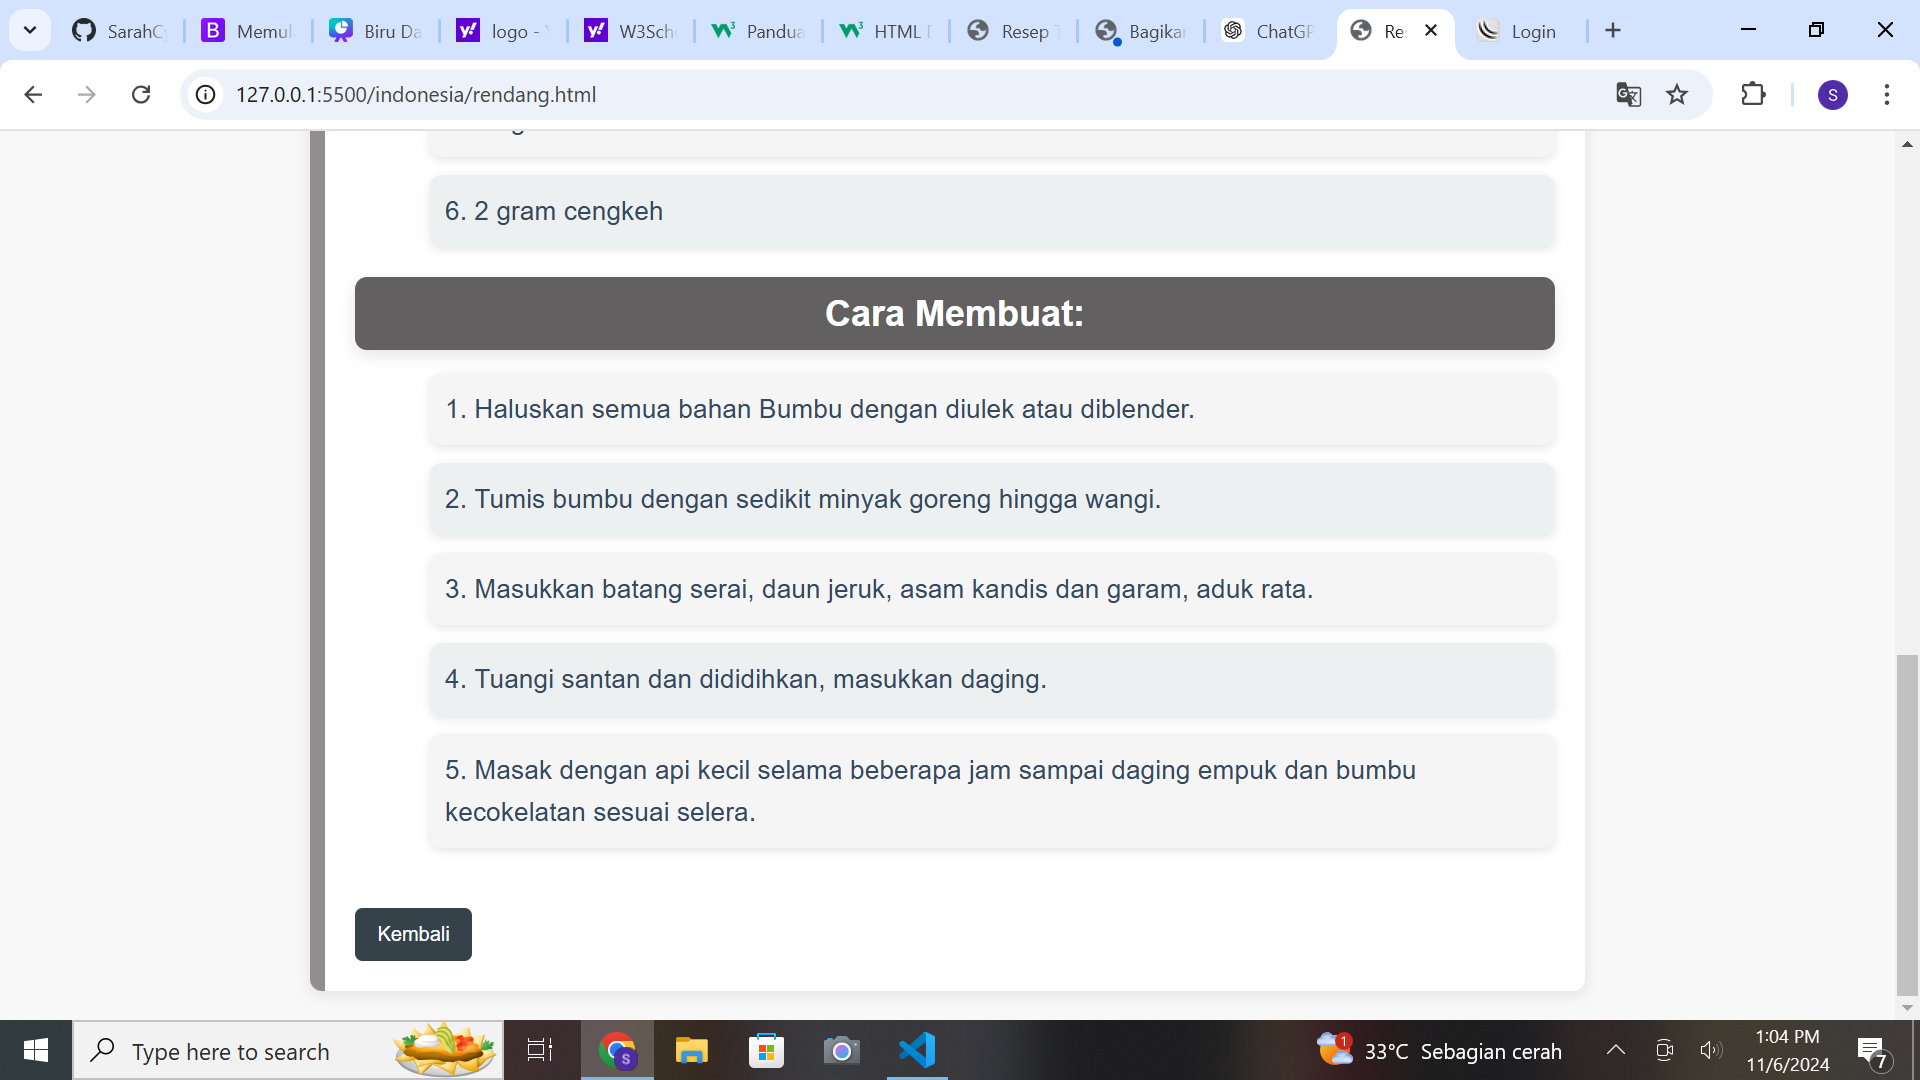 SarahC
Memul
Biru Da
logo -
W3Sch
Pandua
HTML
Resep
Bagika
ChatGP
Res
Login
127.0.0.1:5500/indonesia/rendang.html
S
6. 2 gram cengkeh
Cara Membuat:
1. Haluskan semua bahan Bumbu dengan diulek atau diblender.
2. Tumis bumbu dengan sedikit minyak goreng hingga wangi.
3. Masukkan batang serai, daun jeruk, asam kandis dan garam, aduk rata.
4. Tuangi santan dan dididihkan, masukkan daging.
5. Masak dengan api kecil selama beberapa jam sampai daging empuk dan bumbu
kecokelatan sesuai selera.
Kembali
Type here to search
S
1
33°C Sebagian cerah
1:04 PM
11/6/2024
7